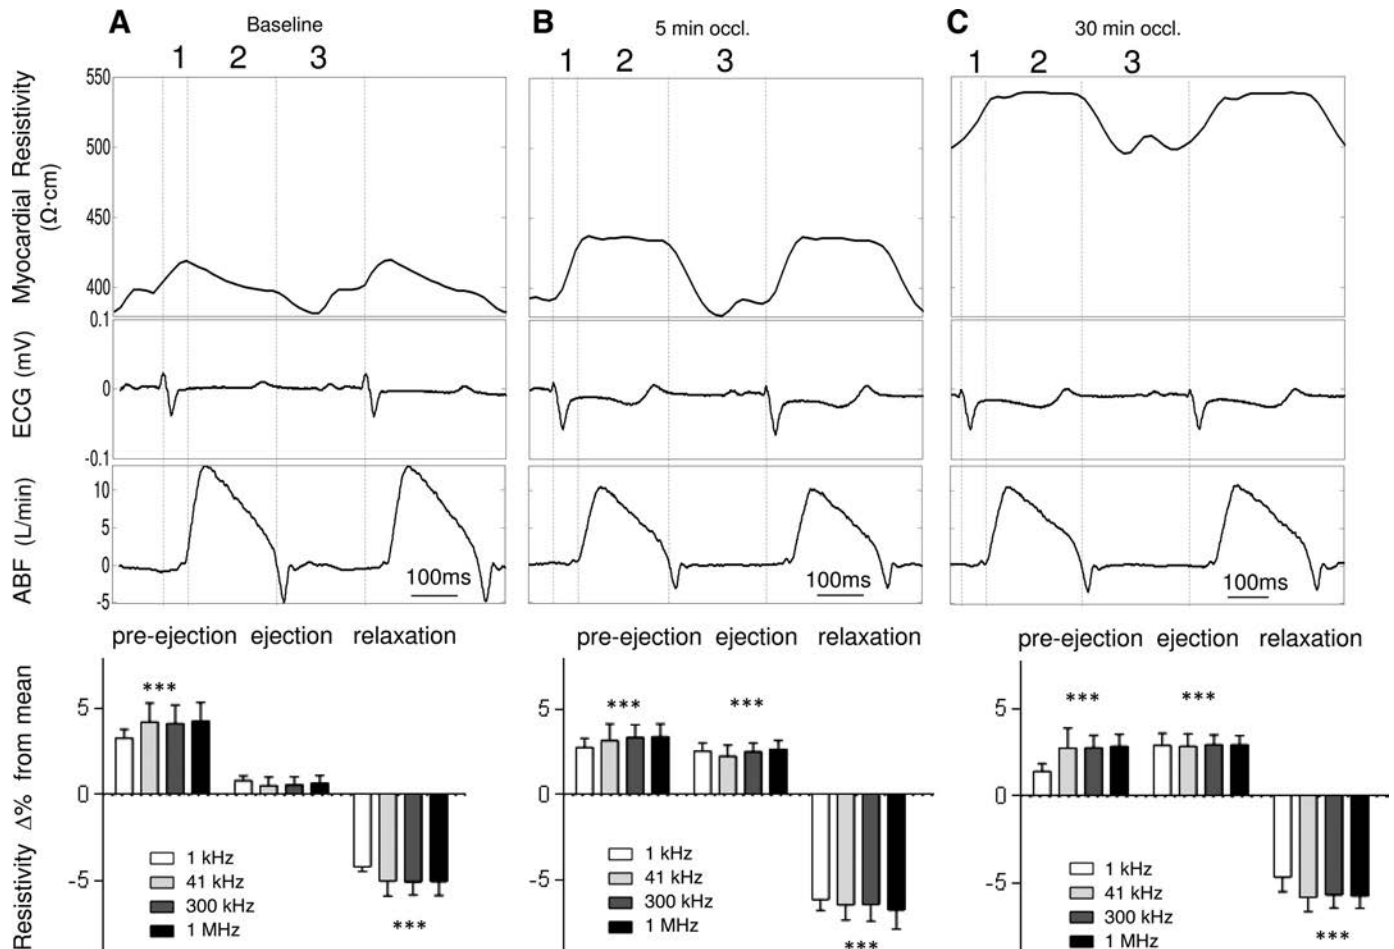 A Baseline B 5 min occl. C 30 min occl.
1 2 3 1 2 3 1 2 3
Myocardial Resistivity
(Ω·cm)
550
500
450
400
0.1
ECG (mV)
0.1
0
-0.1
ABF (L/min)
10
5
0
-5
100ms 100ms 100ms
pre-ejection ejection relaxation pre-ejection ejection relaxation pre-ejection ejection relaxation
Resistivity Δ% from mean
5
0
-5
***
***
1 kHz
41 kHz
300 kHz
1 MHz
5
0
-5
*** ***
***
1 kHz
41 kHz
300 kHz
1 MHz
5
0
-5
*** ***
***
1 kHz
41 kHz
300 kHz
1 MHz